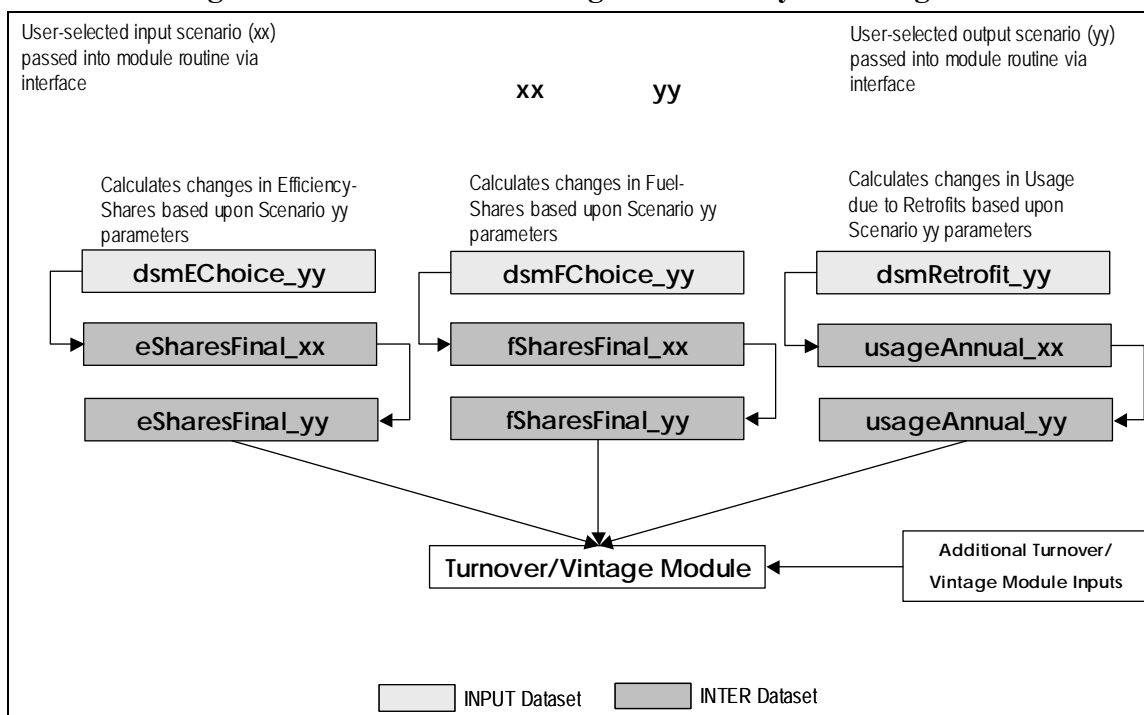 User-selected input scenario (xx)
passed into module routine via
interface
User-selected output scenario (yy)
passed into module routine via
interface
xx yy
Calculates changes in Efficiency-
Shares based upon Scenario yy
parameters
Calculates changes in Fuel-
Shares based upon Scenario yy
parameters
Calculates changes in Usage
due to Retrofits based upon
Scenario yy parameters
dsmEChoice_yy
dsmFChoice_yy
dsmRetrofit_yy
eSharesFinal_xx
fSharesFinal_xx
usageAnnual_xx
eSharesFinal_yy
fSharesFinal_yy
usageAnnual_yy
Turnover/Vintage Module
Additional Turnover/
Vintage Module Inputs
INPUT Dataset
INTER Dataset